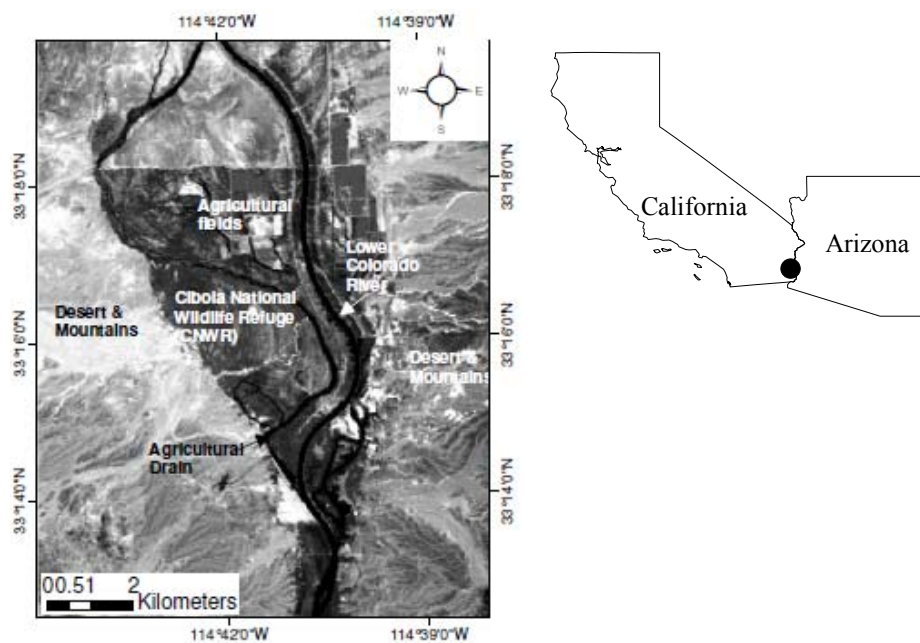 114°42'0"W 114°39'0"W
N
W E
S
33°18'0"N 33°18'0"N
Agricultural
fields
Lower
Colorado
River
California
Arizona
Cibola National
Wildlife Refuge
(CNWR)
Desert &
Mountains
33°16'0"N 33°16'0"N
Desert &
Mountains
Agricultural
Drain
33°14'0"N 33°14'0"N
00.51 2
Kilometers
114°42'0"W 114°39'0"W